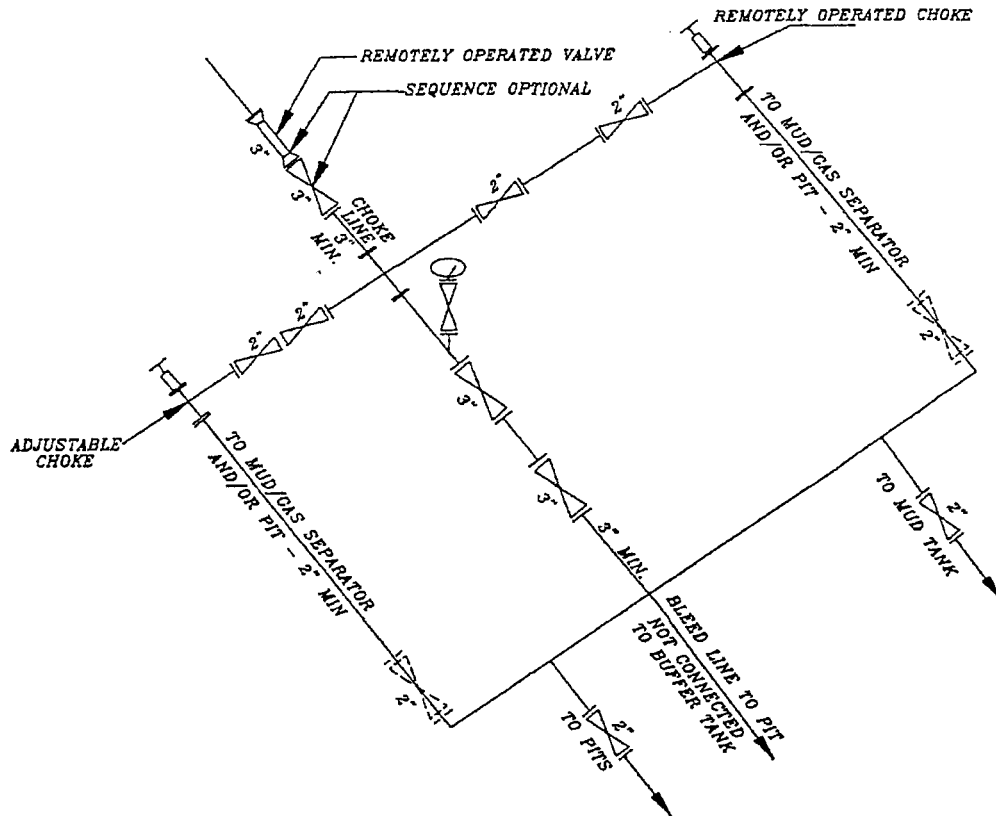 REMOTELY OPERATED CHOKE
REMOTELY OPERATED VALVE
SEQUENCE OPTIONAL
3"
3"
CHOKE
LINE
3"
MIN.
2"
2"
TO MUD/GAS SEPARATOR
AND/OR PIT - 2" MIN
2"
2"
2"
ADJUSTABLE
CHOKE
TO MUD/GAS SEPARATOR
AND/OR PIT - 2" MIN
2"
3"
3"
3" MIN.
BLEED LINE TO PIT
NOT CONNECTED
TO BUFFER TANK
2"
TO MUD TANK
2"
TO PITS